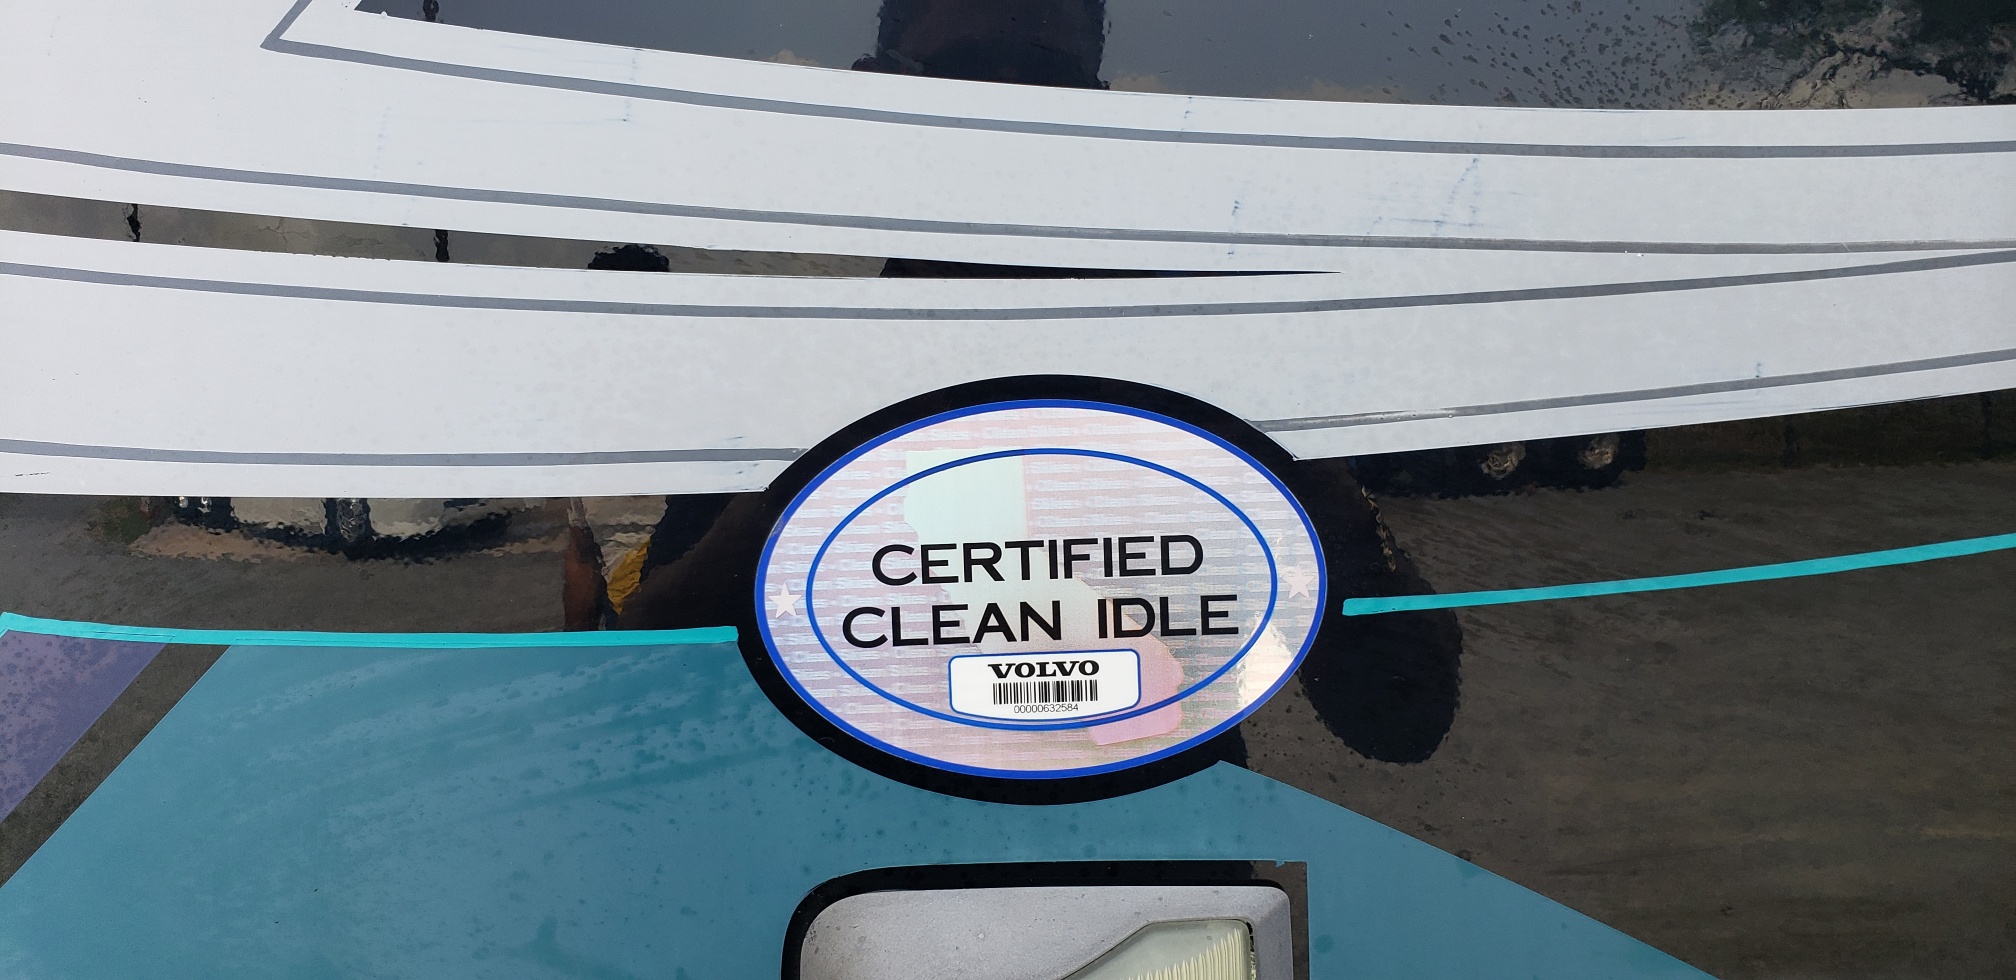 CERTIFIED
CLEAN IDLE
VOLVO
00000632584